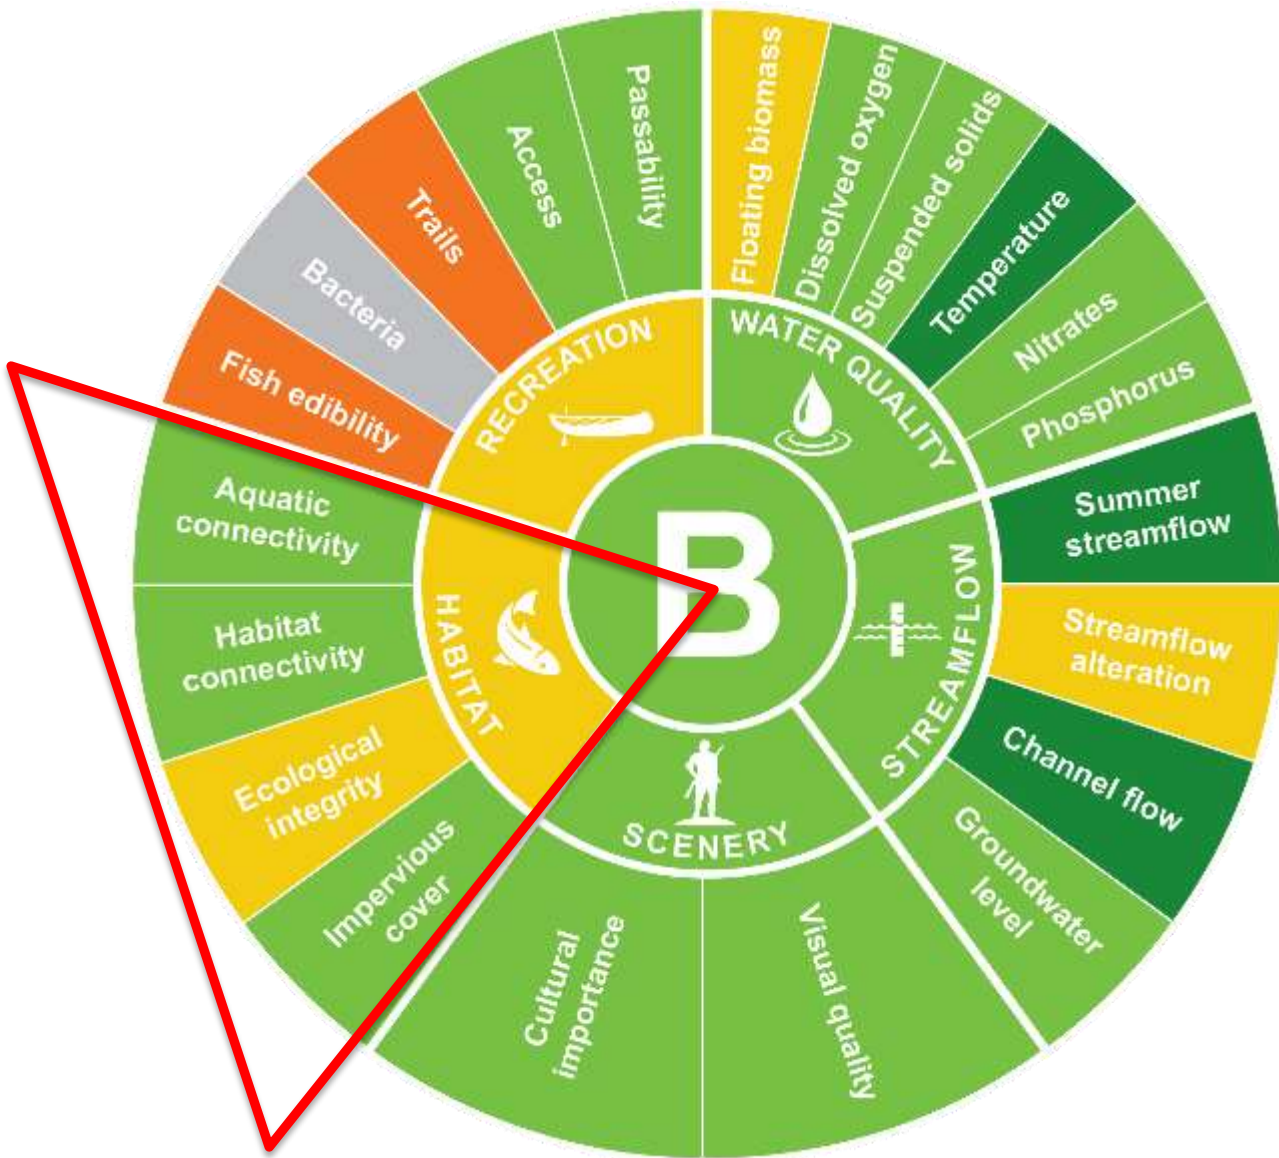 Floating biomass
Dissolved oxygen
Suspended solids
Temperature
Nitrates
Phosphorus
Summer
streamflow
Streamflow
alteration
Channel flow
Groundwater
level
Visual quality
Cultural
importance
Impervious
cover
Ecological
integrity
Habitat
connectivity
Aquatic
connectivity
Fish edibility
Bacteria
Trails
Access
Passability
RECREATION
WATER QUALITY
STREAMFLOW
SCENERY
HABITAT
B